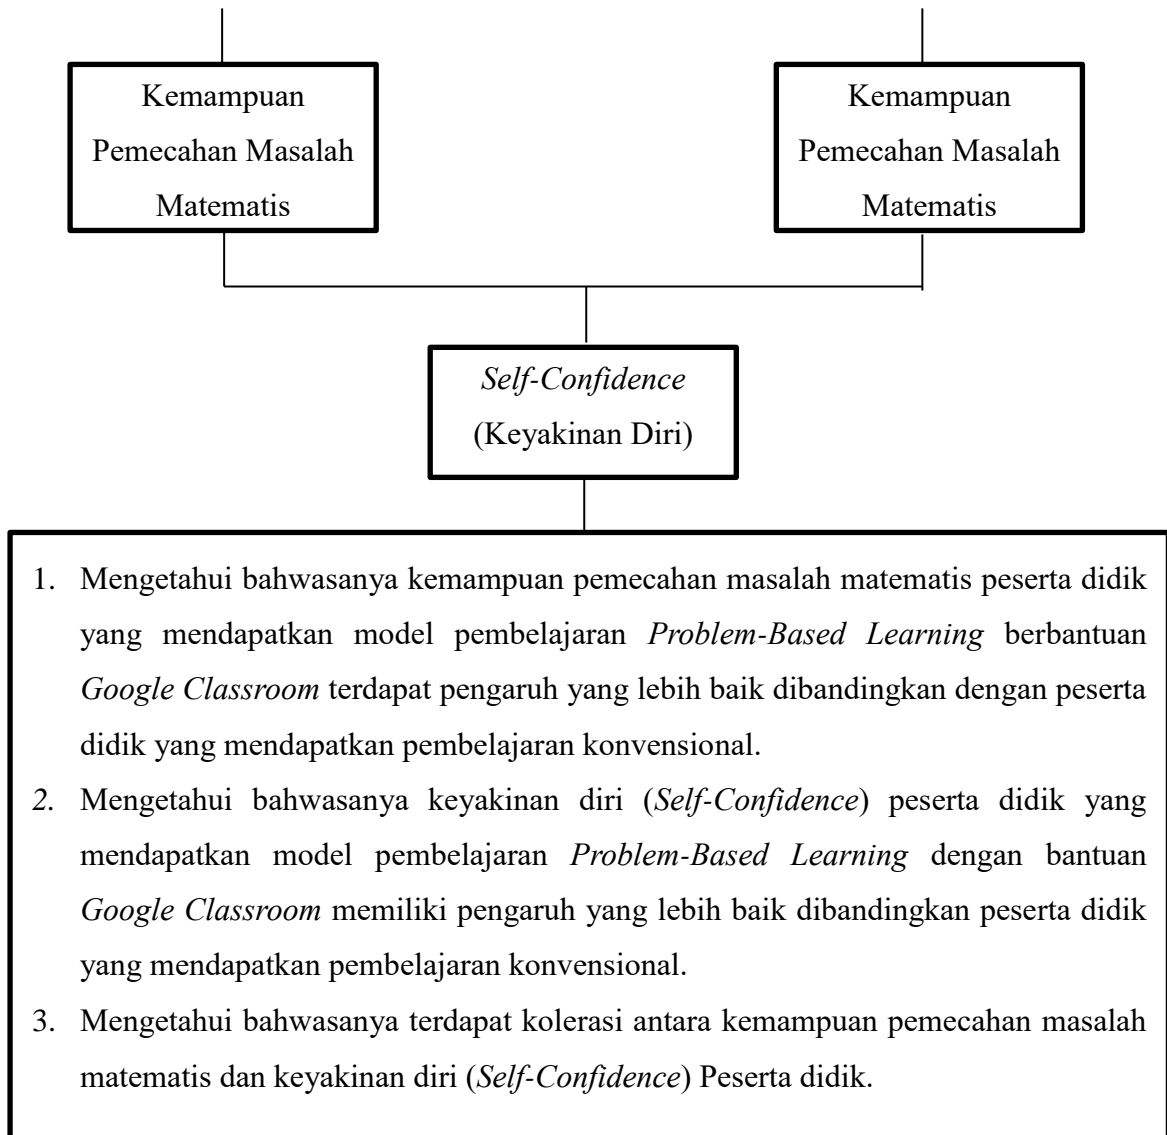 Kemampuan
Pemecahan Masalah
Matematis
Kemampuan
Pemecahan Masalah
Matematis
Self-Confidence
(Keyakinan Diri)
1. Mengetahui bahwasanya kemampuan pemecahan masalah matematis peserta didik
yang mendapatkan model pembelajaran Problem-Based Learning berbantuan
Google Classroom terdapat pengaruh yang lebih baik dibandingkan dengan peserta
didik yang mendapatkan pembelajaran konvensional.
2. Mengetahui bahwasanya keyakinan diri (Self-Confidence) peserta didik yang
mendapatkan model pembelajaran Problem-Based Learning dengan bantuan
Google Classroom memiliki pengaruh yang lebih baik dibandingkan peserta didik
yang mendapatkan pembelajaran konvensional.
3. Mengetahui bahwasanya terdapat kolerasi antara kemampuan pemecahan masalah
matematis dan keyakinan diri (Self-Confidence) Peserta didik.